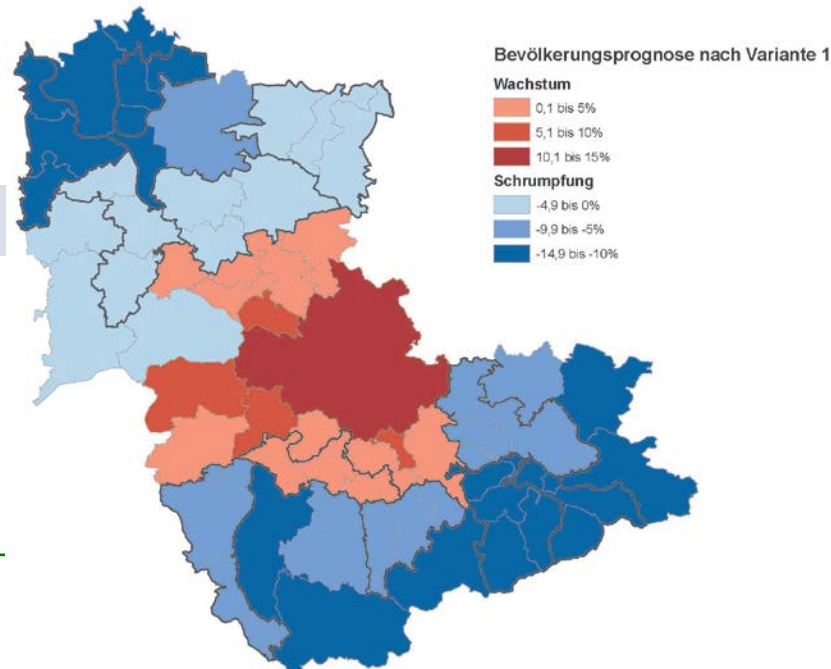 Bevölkerungsprognose nach Variante 1
Wachstum
0,1 bis 5%
5,1 bis 10%
10,1 bis 15%
Schrumpfung
-4,9 bis 0%
-9,9 bis -5%
-14,9 bis -10%